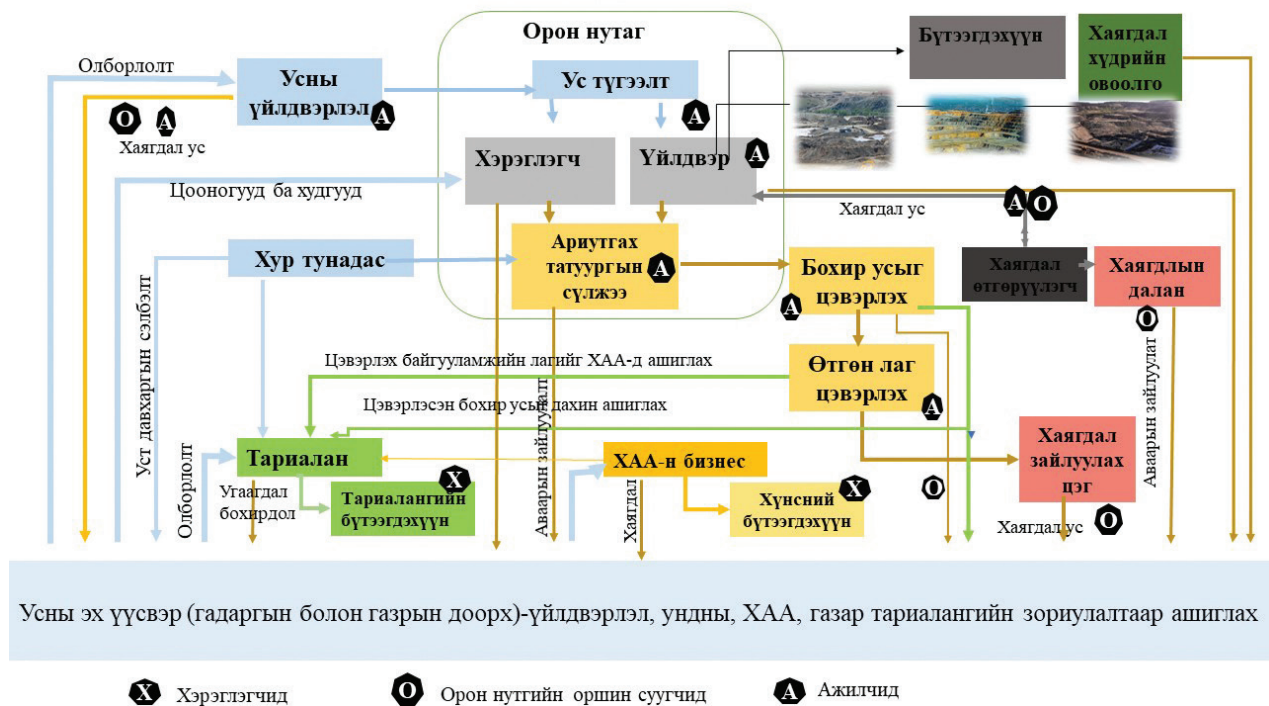 Орон нутаг
Бүтээгдэхүүн
Хаягдал
хүдрийн
овоолго
Олборлолт
Усны
үйлдвэрлэл
A
Ус түгээлт
A
O
A
Хаягдал ус
Хэрэглэгч
Үйлдвэр
A
Цооногууд ба худгууд
Хаягдал ус
A
O
Хур тунадас
Ариутгах
татуургын
сүлжээ
A
Бохир усыг
цэвэрлэх
A
Хаягдал
өтгөрүүлэгч
Хаягдлын
далан
O
Уст давхаргын сэлбэлт
Цэвэрлэх байгууламжийн лагийг ХАА-д ашиглах
Өтгөн лаг
цэвэрлэх
A
Аваарын зайлуулат
Цэвэрлэсэн бохир усын дахин ашиглах
Аваарын зайлуулалт
Тариалан
X
ХАА-н бизнес
Хаягдал
зайлуулах
цэг
O
Олборлолт
Угаагдал
бохирдол
Тариалангийн
бүтээгдэхүүн
Хаягдал
Хүнсний
бүтээгдэхүүн
X
O
Хаягдал ус
Усны эх үүсвэр (гадаргын болон газрын доорх)-үйлдвэрлэл, ундны, ХАА, газар тариалангийн зориулалтаар ашиглах
X Хэрэглэгчид
O Орон нутгийн оршин суугчид
A Ажилчид